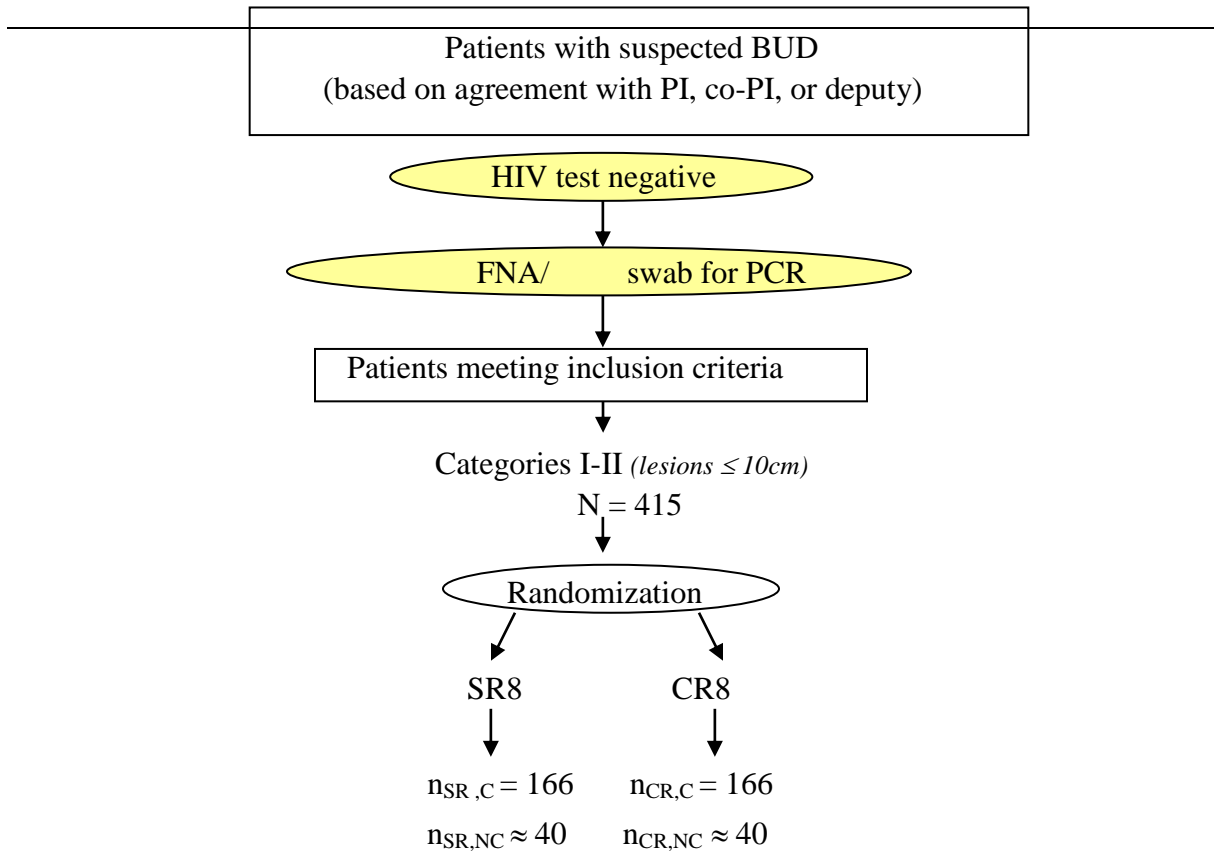 Patients with suspected BUD
(based on agreement with PI, co-PI, or deputy)
HIV test negative
FNA/ swab for PCR
Patients meeting inclusion criteria
Categories I-II (lesions ≤ 10cm)
N = 415
Randomization
SR8 CR8
nSR ,C = 166 nCR,C = 166
nSR,NC ≈ 40 nCR,NC ≈ 40